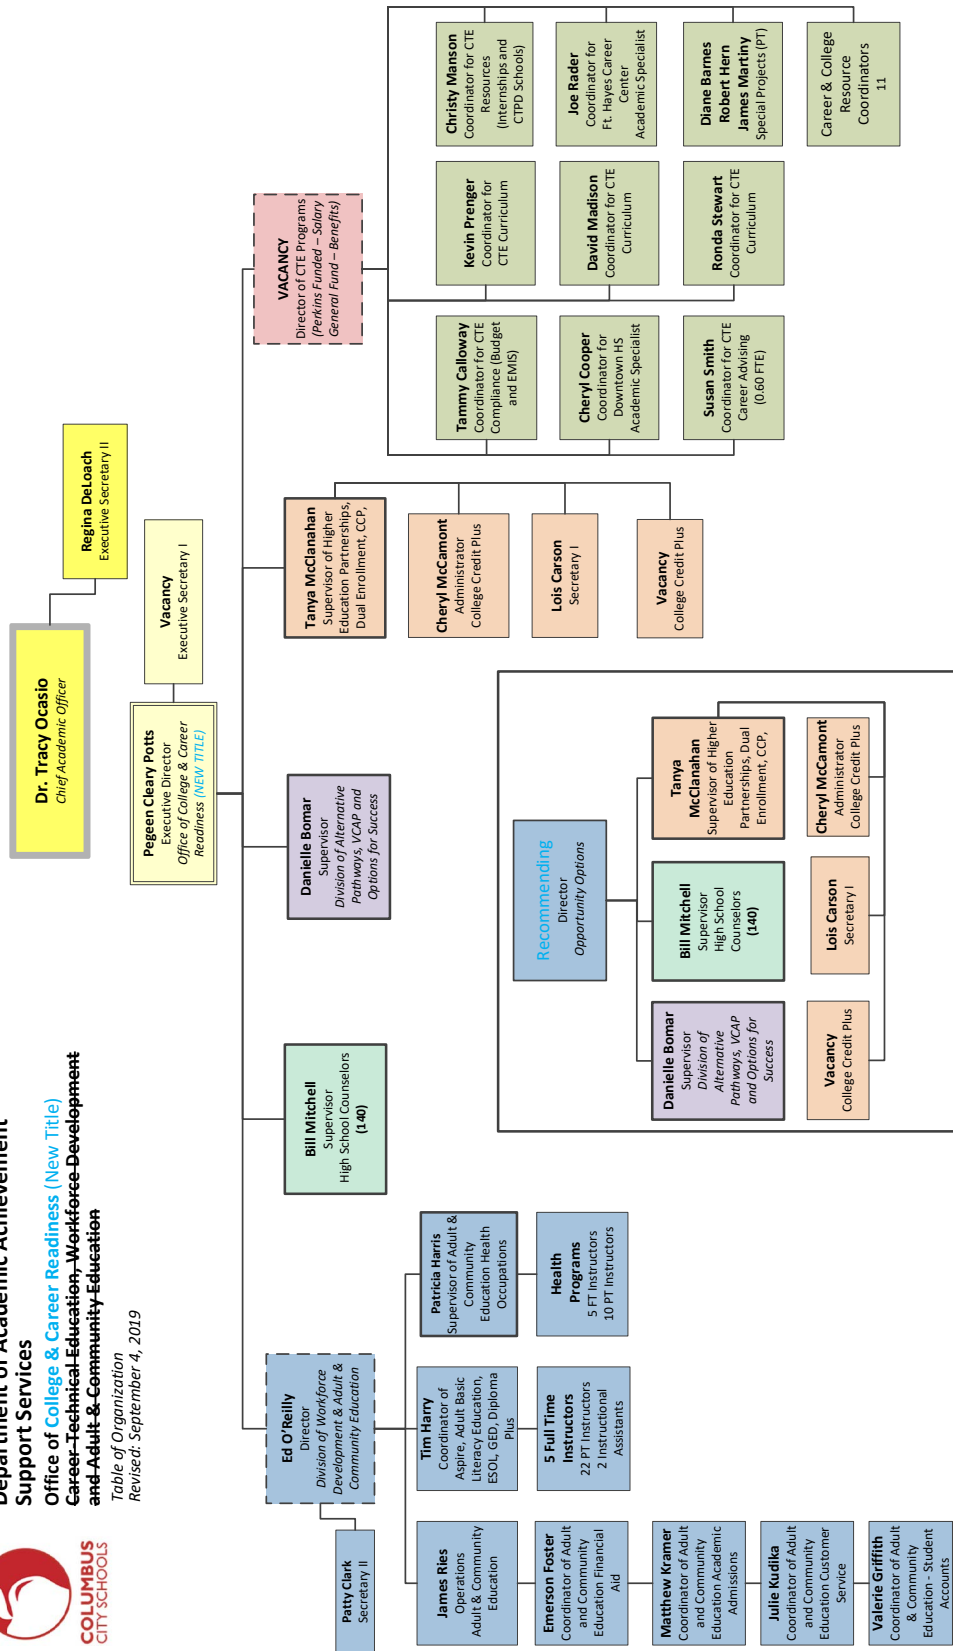 COLUMBUS
CITY SCHOOLS
Department of Academic Achievement
Support Services
Office of College & Career Readiness (New Title)
Career-Technical Education, Workforce Development
and Adult & Community Education
Table of Organization
Revised: September 4, 2019
Dr. Tracy Ocasio
Chief Academic Officer
Regina DeLoach
Executive Secretary II
Pegeen Cleary Potts
Executive Director
Office of College & Career
Readiness (NEW TITLE)
Vacancy
Executive Secretary I
Ed O'Reilly
Director
Division of Workforce
Development & Adult &
Community Education
Patty Clark
Secretary II
Bill Mitchell
Supervisor
High School Counselors
(140)
Danielle Bomar
Supervisor
Division of Alternative
Pathways, VCAP and
Options for Success
Tanya McClanahan
Supervisor of Higher
Education Partnerships,
Dual Enrollment, CCP,
VACANCY
Director of CTE Programs
(Perkins Funded – Salary
General Fund – Benefits)
James Ries
Operations
Adult & Community
Education
Emerson Foster
Coordinator of Adult
and Community
Education Financial
Aid
Matthew Kramer
Coordinator of Adult
and Community
Education Academic
Admissions
Julie Kudika
Coordinator of Adult
and Community
Education Customer
Service
Valerie Griffith
Coordinator of Adult
& Community
Education - Student
Accounts
Tim Harry
Coordinator of
Aspire, Adult Basic
Literacy Education,
ESOL, GED, Diploma
Plus
5 Full Time
Instructors
22 PT Instructors
2 Instructional
Assistants
Patricia Harris
Supervisor of Adult &
Community
Education Health
Occupations
Health
Programs
5 FT Instructors
10 PT Instructors
Cheryl McCamont
Administrator
College Credit Plus
Lois Carson
Secretary I
Vacancy
College Credit Plus
Tammy Calloway
Coordinator for CTE
Compliance (Budget
and EMIS)
Cheryl Cooper
Coordinator for
Downtown HS
Academic Specialist
Susan Smith
Coordinator for CTE
Career Advising
(0.60 FTE)
Kevin Prenger
Coordinator for
CTE Curriculum
David Madison
Coordinator for CTE
Curriculum
Ronda Stewart
Coordinator for CTE
Curriculum
Christy Manson
Coordinator for CTE
Resources
(Internships and
CTPD Schools)
Joe Rader
Coordinator for
Ft. Hayes Career
Center
Academic Specialist
Diane Barnes
Robert Hern
James Martiny
Special Projects (PT)
Career & College
Resource
Coordinators
11
Recommending
Director
Opportunity Options
Danielle Bomar
Supervisor
Division of
Alternative
Pathways, VCAP
and Options for
Success
Bill Mitchell
Supervisor
High School
Counselors
(140)
Tanya
McClanahan
Supervisor of Higher
Education
Partnerships, Dual
Enrollment, CCP,
Vacancy
College Credit Plus
Lois Carson
Secretary I
Cheryl McCamont
Administrator
College Credit Plus